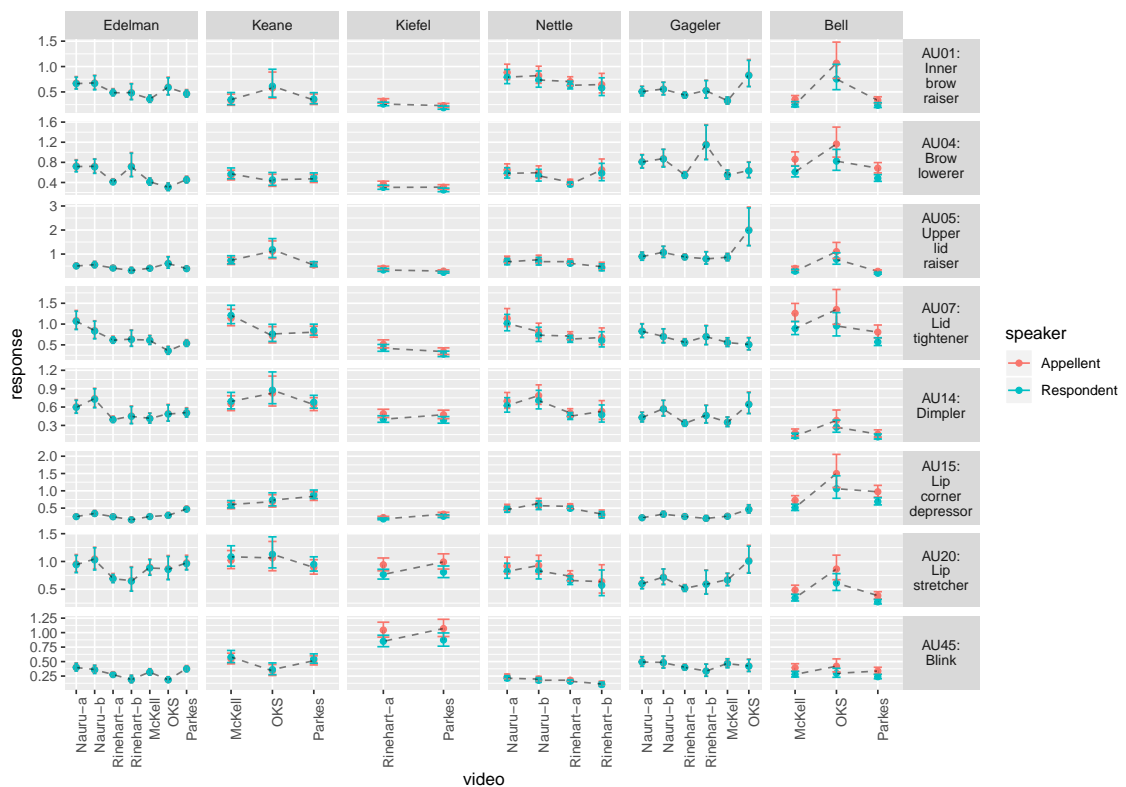 Edelman Keane Kiefel Nettle Gageler Bell
1.5
1.0
0.5
AU01:
Inner
brow
raiser
1.6
1.2
0.8
0.4
AU04:
Brow
lowerer
3
2
1
AU05:
Upper
lid
raiser
1.5
1.0
0.5
AU07:
Lid
tightener
1.2
0.9
0.6
0.3
AU14:
Dimpler
2.0
1.5
1.0
0.5
AU15:
Lip
corner
depressor
1.5
1.0
0.5
AU20:
Lip
stretcher
1.25
1.00
0.75
0.50
0.25
AU45:
Blink
response
Nauru−a
Nauru−b
Rinehart−a
Rinehart−b
McKell
OKS
Parkes
McKell
OKS
Parkes
Rinehart−a
Parkes
Nauru−a
Nauru−b
Rinehart−a
Rinehart−b
Nauru−a
Nauru−b
Rinehart−a
Rinehart−b
McKell
OKS
McKell
OKS
Parkes
video
speaker
Appellent
Respondent